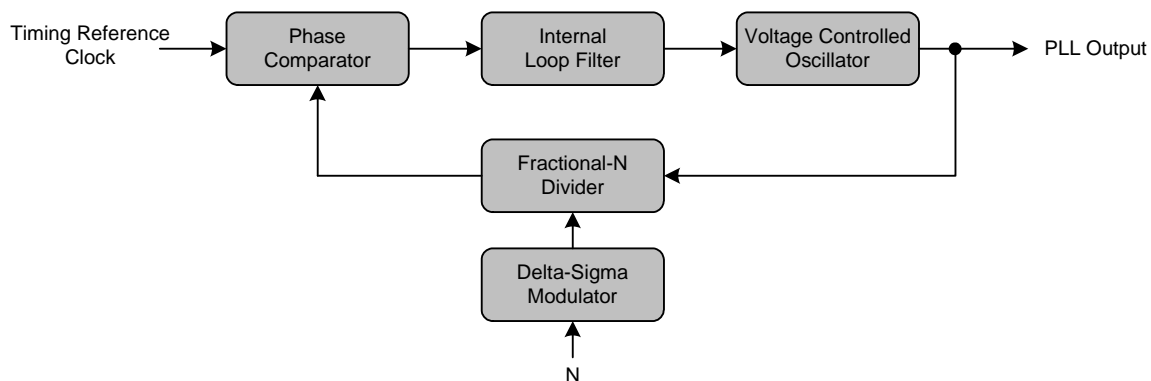 Timing Reference
Clock
Phase
Comparator
Internal
Loop Filter
Voltage Controlled
Oscillator
PLL Output
Fractional-N
Divider
Delta-Sigma
Modulator
N